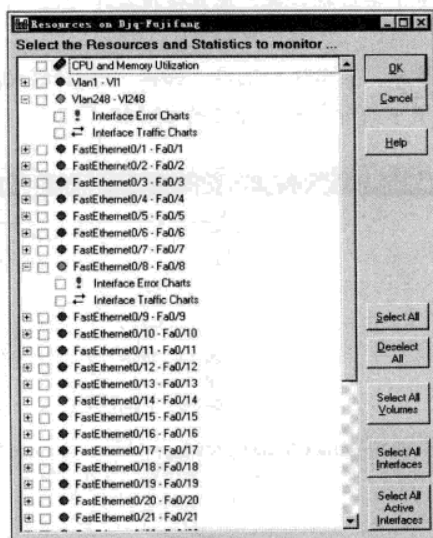 Resources on Djq-Fujifang
Select the Resources and Statistics to monitor ...
CPU and Memory Utilization
Vlan1 - Vl1
Vlan248 - Vl248
Interface Error Charts
Interface Traffic Charts
FastEthernet0/1 - Fa0/1
FastEthernet0/2 - Fa0/2
FastEthernet0/3 - Fa0/3
FastEthernet0/4 - Fa0/4
FastEthernet0/5 - Fa0/5
FastEthernet0/6 - Fa0/6
FastEthernet0/7 - Fa0/7
FastEthernet0/8 - Fa0/8
Interface Error Charts
Interface Traffic Charts
FastEthernet0/9 - Fa0/9
FastEthernet0/10 - Fa0/10
FastEthernet0/11 - Fa0/11
FastEthernet0/12 - Fa0/12
FastEthernet0/13 - Fa0/13
FastEthernet0/14 - Fa0/14
FastEthernet0/15 - Fa0/15
FastEthernet0/16 - Fa0/16
FastEthernet0/17 - Fa0/17
FastEthernet0/18 - Fa0/18
FastEthernet0/19 - Fa0/19
FastEthernet0/20 - Fa0/20
FastEthernet0/21 - Fa0/21
OK
Cancel
Help
Select All
Deselect
All
Select All
Volumes
Select All
Interfaces
Select All
Active
Interfaces